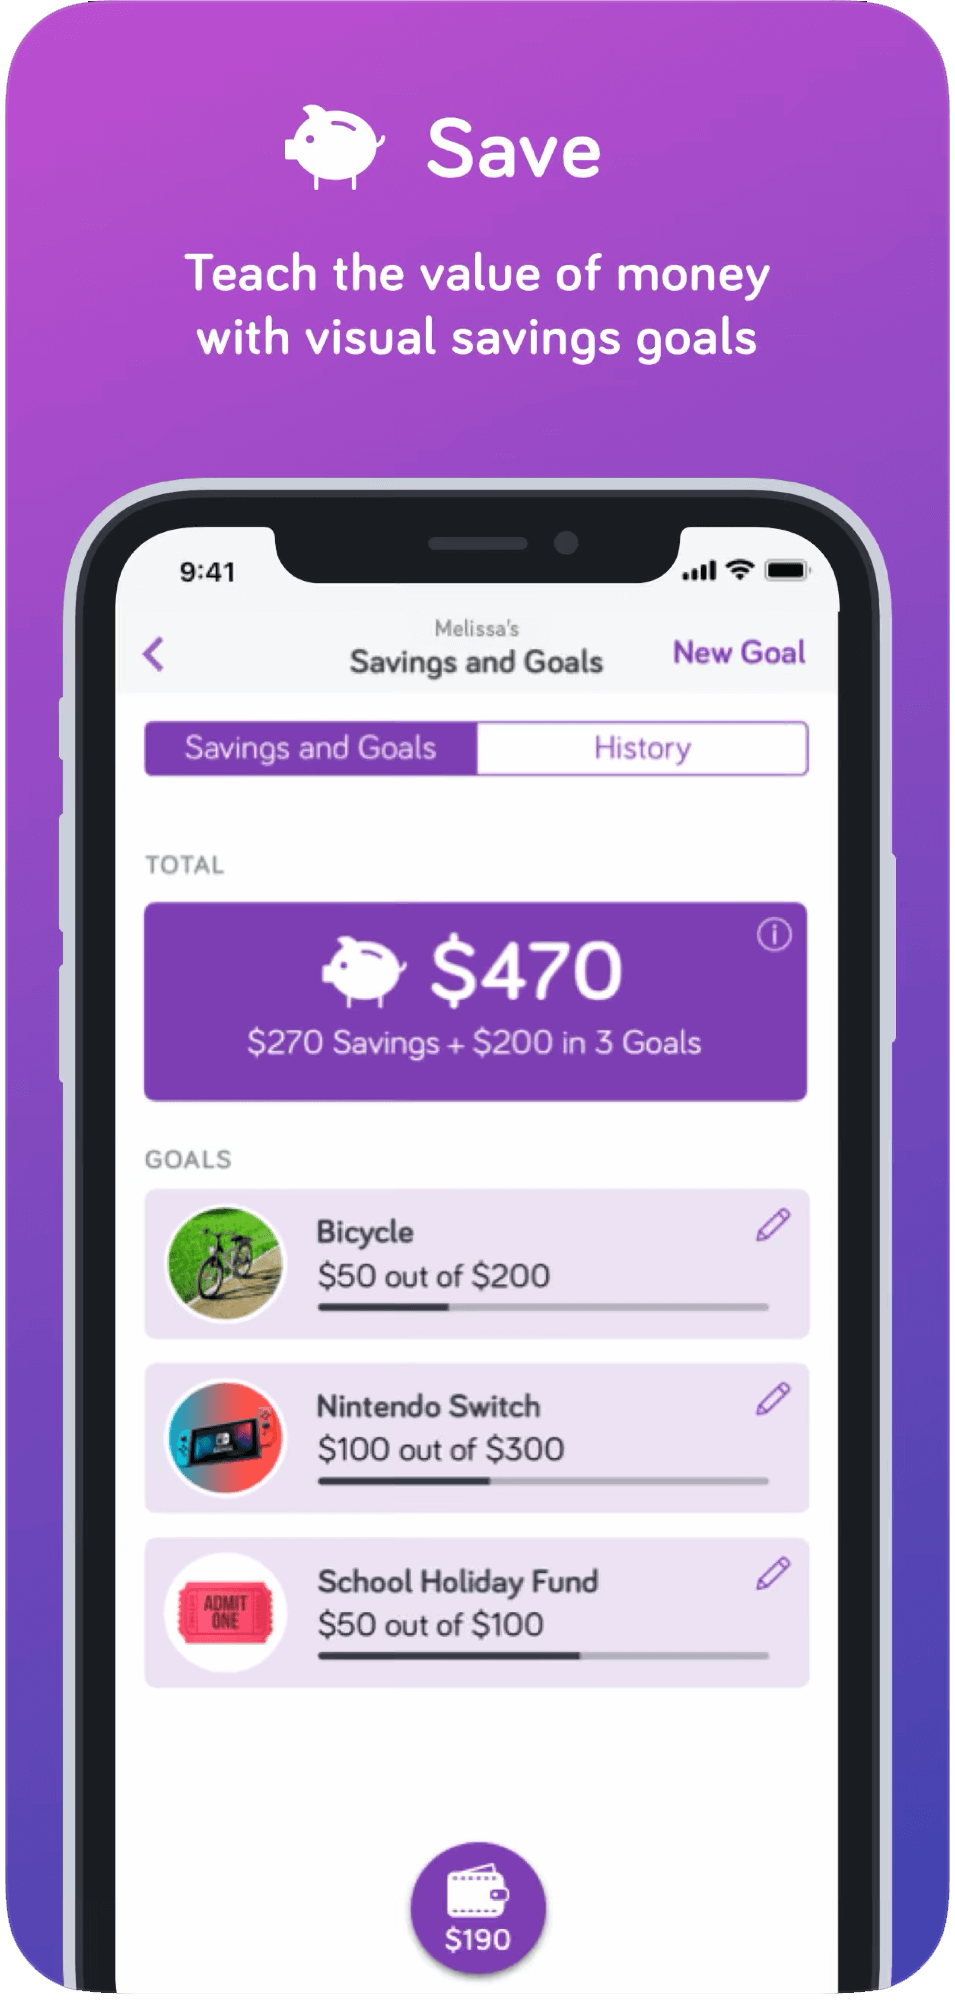 Save
Teach the value of money
with visual savings goals
9:41
Melissa's
Savings and Goals
New Goal
Savings and Goals
History
TOTAL
$470
$270 Savings + $200 in 3 Goals
GOALS
Bicycle
$50 out of $200
Nintendo Switch
$100 out of $300
ADMIT
ONE
School Holiday Fund
$50 out of $100
$190